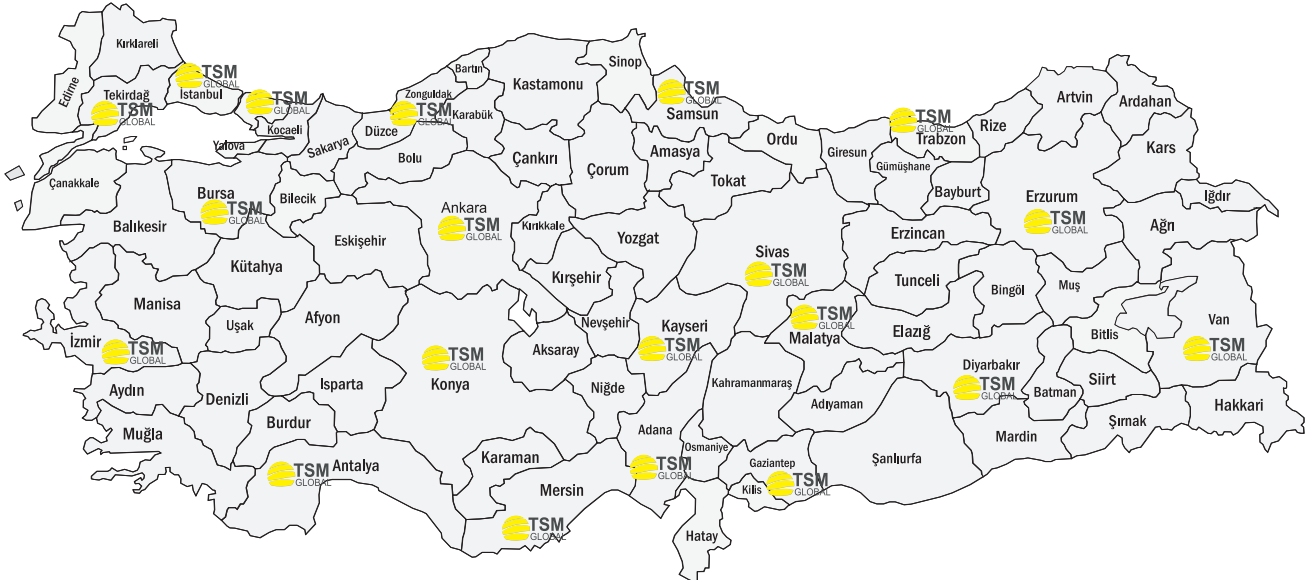 Kırklareli
Edirne
Tekirdağ
TSM
GLOBAL
TSM
GLOBAL
İstanbul
TSM
GLOBAL
Kocaeli
Yalova
Sakarya
Düzce
Zonguldak
TSM
GLOBAL
Bartın
Karabük
Kastamonu
Sinop
TSM
GLOBAL
Samsun
Bolu
Çankırı
Çorum
Amasya
Tokat
Ordu
Giresun
TSM
GLOBAL
Trabzon
Gümüşhane
Bayburt
Rize
Artvin
Ardahan
Kars
Iğdır
Ağrı
Erzurum
TSM
GLOBAL
Erzincan
Çanakkale
Balıkesir
Bursa
TSM
GLOBAL
Bilecik
Eskişehir
Kütahya
Ankara
TSM
GLOBAL
Kırıkkale
Kırşehir
Yozgat
Sivas
TSM
GLOBAL
Tunceli
Bingöl
Muş
Bitlis
Van
TSM
GLOBAL
Manisa
Uşak
Afyon
İzmir
TSM
GLOBAL
Aydın
Denizli
Isparta
Burdur
Muğla
TSM
GLOBAL
Antalya
TSM
GLOBAL
Konya
Aksaray
Nevşehir
Niğde
Kayseri
TSM
GLOBAL
TSM
GLOBAL
Malatya
Elazığ
Diyarbakır
TSM
GLOBAL
Batman
Siirt
Şırnak
Hakkari
Mardin
Kahramanmaraş
Adıyaman
Şanlıurfa
Karaman
Mersin
TSM
GLOBAL
Adana
TSM
GLOBAL
Osmaniye
Gaziantep
TSM
GLOBAL
Kilis
Hatay